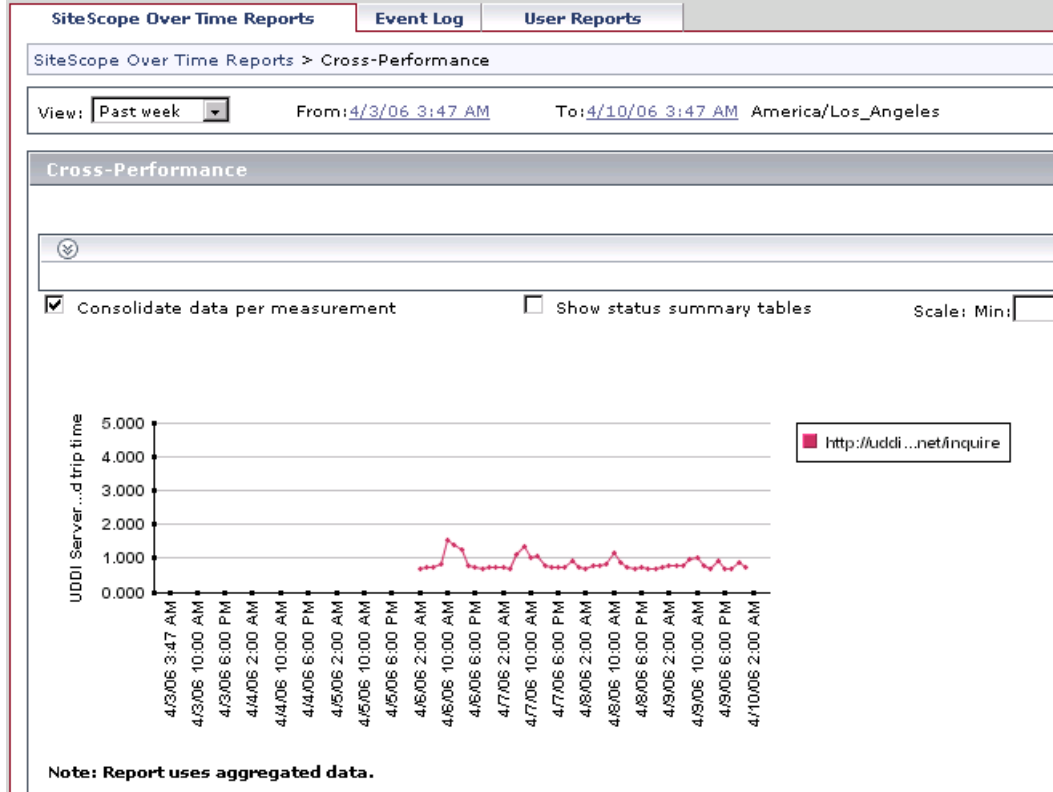 SiteScope Over Time Reports Event Log User Reports
SiteScope Over Time Reports > Cross-Performance
View: Past week From: 4/3/06 3:47 AM To: 4/10/06 3:47 AM America/Los_Angeles
Cross-Performance
Consolidate data per measurement Show status summary tables Scale: Min:
UDDI Server...d trip time
5.000
4.000
3.000
2.000
1.000
0.000
http://uddi...net/inquire
4/3/06 3:47 AM
4/3/06 10:00 AM
4/3/06 6:00 PM
4/4/06 2:00 AM
4/4/06 10:00 AM
4/4/06 6:00 PM
4/5/06 2:00 AM
4/5/06 10:00 AM
4/5/06 6:00 PM
4/6/06 2:00 AM
4/6/06 10:00 AM
4/6/06 6:00 PM
4/7/06 2:00 AM
4/7/06 10:00 AM
4/7/06 6:00 PM
4/8/06 2:00 AM
4/8/06 10:00 AM
4/8/06 6:00 PM
4/9/06 2:00 AM
4/9/06 10:00 AM
4/9/06 6:00 PM
4/10/06 2:00 AM
Note: Report uses aggregated data.